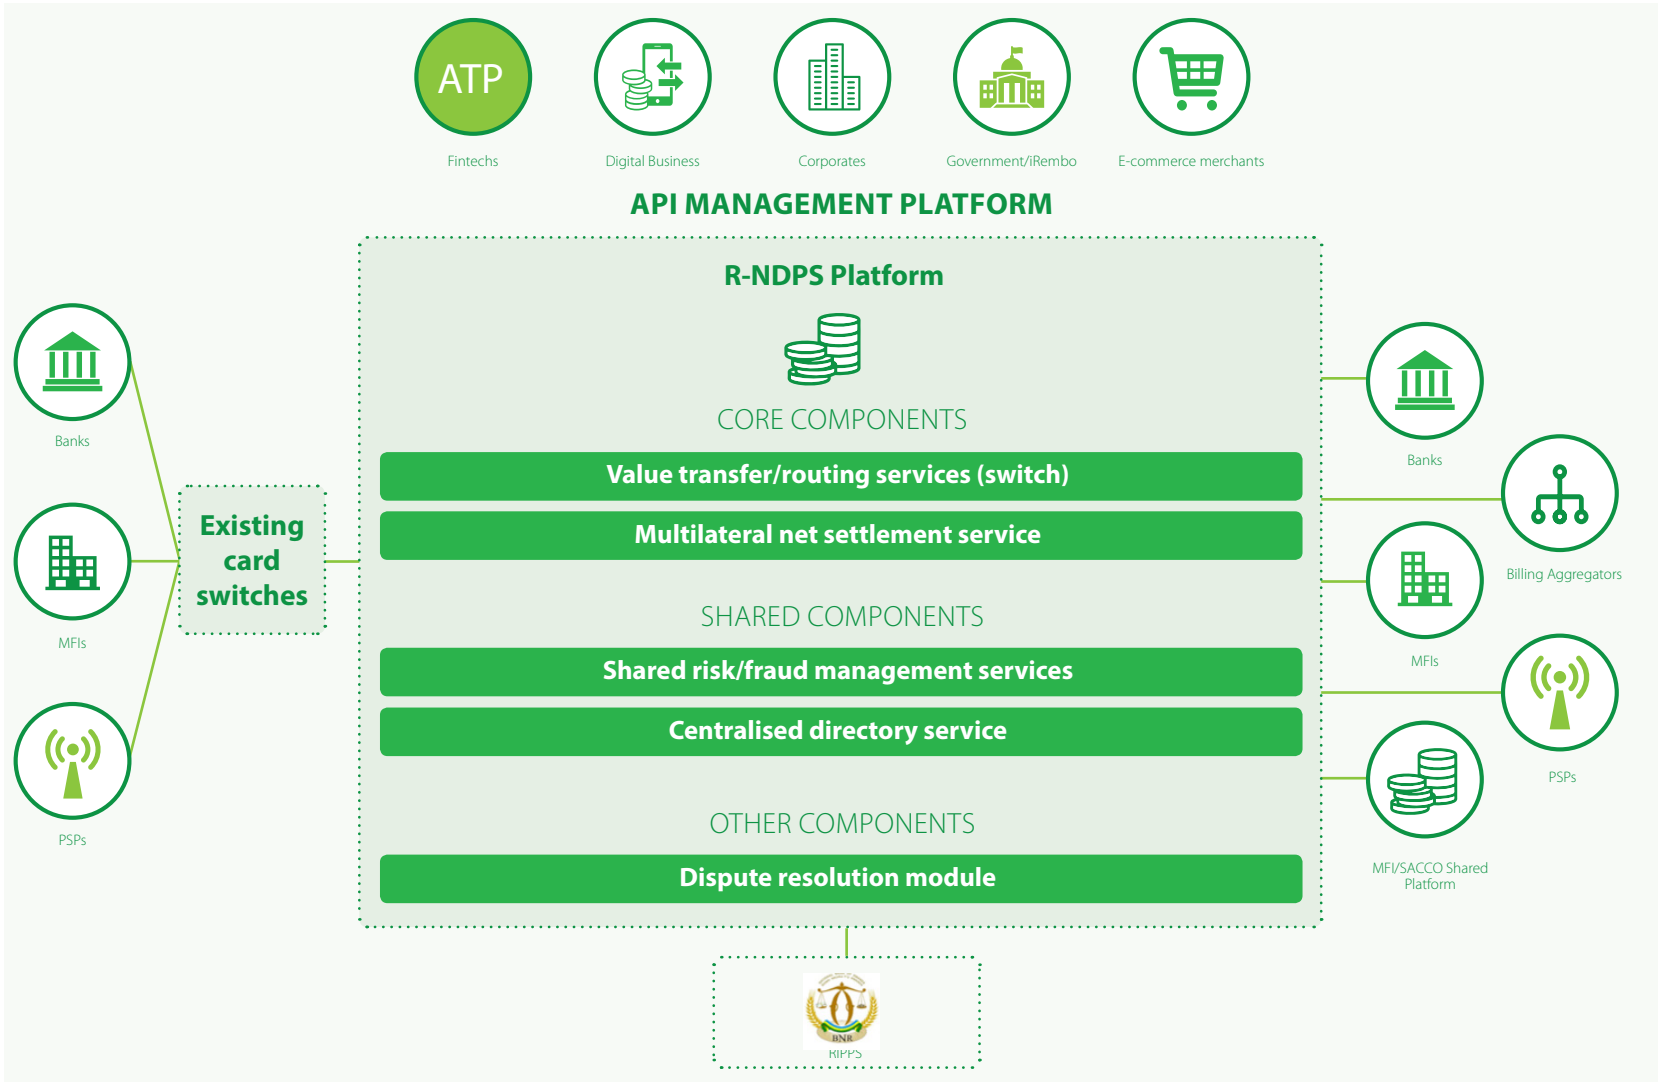 ATP
Fintechs
Digital Business
Corporates
Government/iRembo
E-commerce merchants
API MANAGEMENT PLATFORM
R-NDPS Platform
CORE COMPONENTS
Value transfer/routing services (switch)
Multilateral net settlement service
SHARED COMPONENTS
Shared risk/fraud management services
Centralised directory service
OTHER COMPONENTS
Dispute resolution module
Banks
MFIs
PSPs
Existing
card
switches
Banks
Billing Aggregators
MFIs
PSPs
MFI/SACCO Shared
Platform
BNR
RIPPS